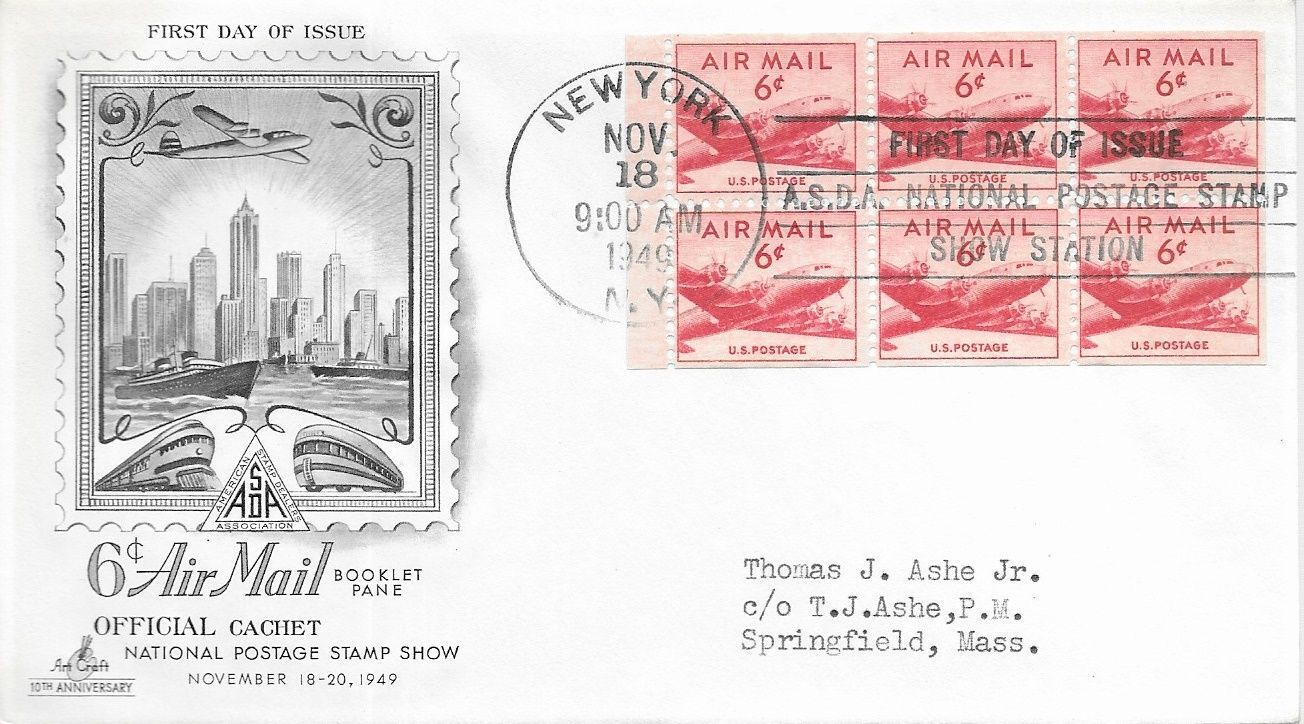 FIRST DAY OF ISSUE
AMERICAN STAMP DEALERS ASSOCIATION
ASDA
6¢ Air Mail BOOKLET PANE
OFFICIAL CACHET
NATIONAL POSTAGE STAMP SHOW
NOVEMBER 18-20, 1949
Art Craft
10TH ANNIVERSARY
NEW YORK
NOV.
18
9:00 AM
1949
N.Y.
FIRST DAY OF ISSUE
A.S.D.A. NATIONAL POSTAGE STAMP
SHOW STATION
AIR MAIL
6¢
U.S. POSTAGE
AIR MAIL
6¢
U.S. POSTAGE
AIR MAIL
6¢
U.S. POSTAGE
AIR MAIL
6¢
U.S. POSTAGE
AIR MAIL
6¢
U.S. POSTAGE
AIR MAIL
6¢
U.S. POSTAGE
Thomas J. Ashe Jr.
c/o T.J.Ashe,P.M.
Springfield, Mass.